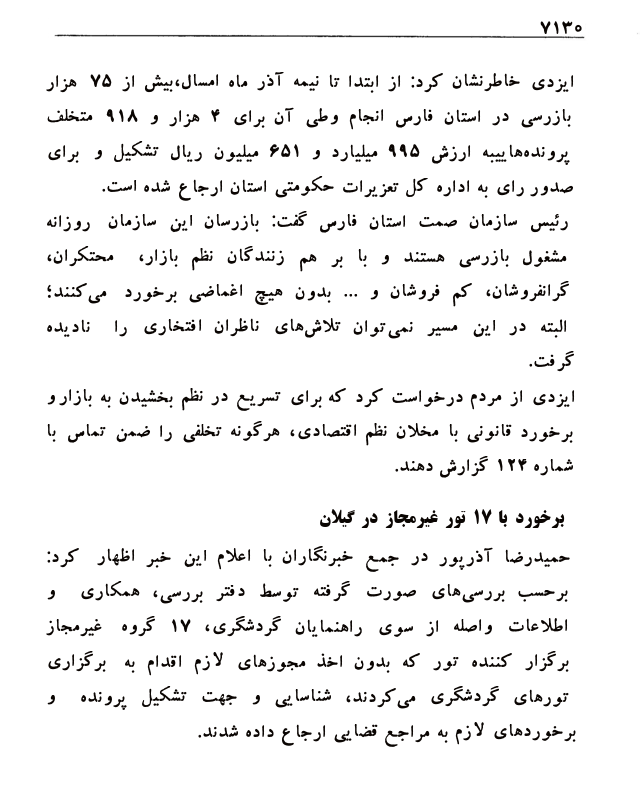 ۷۱۳۰
ایزدی خاطرنشان کرد: از ابتدا تا نیمه آذر ماه امسال،بیش از ۷۵ هزار
بازرسی در استان فارس انجام وطی آن برای ۴ هزار و ۹۱۸ متخلف
پرونده‌هاییبه ارزش ۹۹۵ میلیارد و ۶۵۱ میلیون ریال تشکیل و برای
صدور رای به اداره کل تعزیرات حکومتی استان ارجاع شده است.
رئیس سازمان صمت استان فارس گفت: بازرسان این سازمان روزانه
مشغول بازرسی هستند و با بر هم زنندگان نظم بازار، محتکران،
گرانفروشان، کم فروشان و ... بدون هیچ اغماضی برخورد می‌کنند؛
البته در این مسیر نمی‌توان تلاش‌های ناظران افتخاری را نادیده
گرفت.
ایزدی از مردم درخواست کرد که برای تسریع در نظم بخشیدن به بازار و
برخورد قانونی با مخلان نظم اقتصادی، هرگونه تخلفی را ضمن تماس با
شماره ۱۲۴ گزارش دهند.
برخورد با ۱۷ تور غیرمجاز در گیلان
حمیدرضا آذرپور در جمع خبرنگاران با اعلام این خبر اظهار کرد:
برحسب بررسی‌های صورت گرفته توسط دفتر بررسی، همکاری و
اطلاعات واصله از سوی راهنمایان گردشگری، ۱۷ گروه غیرمجاز
برگزار کننده تور که بدون اخذ مجوزهای لازم اقدام به برگزاری
تورهای گردشگری می‌کردند، شناسایی و جهت تشکیل پرونده و
برخوردهای لازم به مراجع قضایی ارجاع داده شدند.